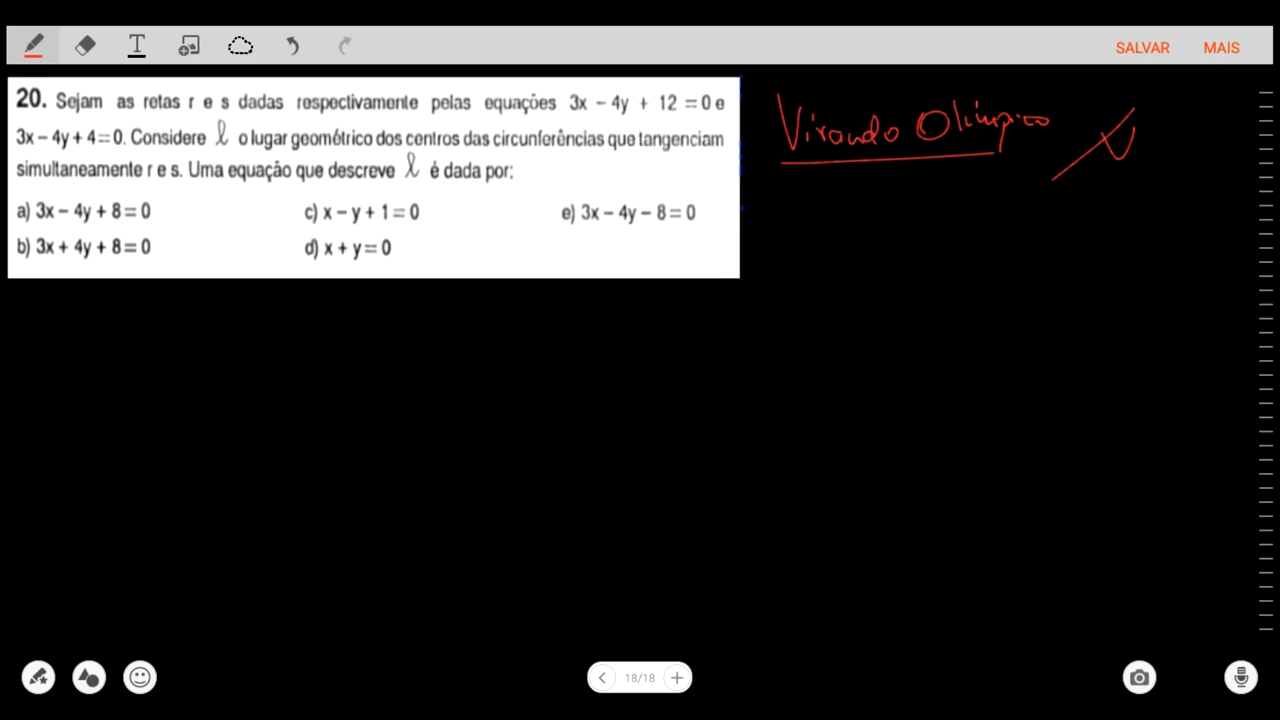 SALVAR MAIS
20. Sejam as retas r e s dadas respectivamente pelas equações 3x – 4y + 12 = 0 e
3x – 4y + 4 = 0. Considere ℓ o lugar geométrico dos centros das circunferências que tangenciam
simultaneamente r e s. Uma equação que descreve ℓ é dada por:
a) 3x – 4y + 8 = 0 c) x – y + 1 = 0 e) 3x – 4y – 8 = 0
b) 3x + 4y + 8 = 0 d) x + y = 0
Virando Olímpico
18/18